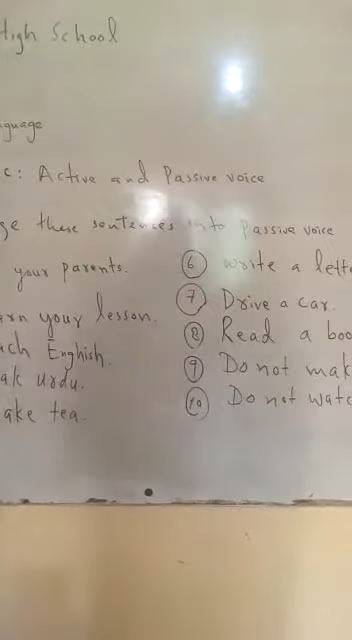 High School
nguage
c: Active and Passive voice
ge these sentences into passive voice
your parents.
arn your lesson.
ach English.
ak urdu.
ake tea.
6 write a lette
7 Drive a car.
8 Read a boo
9 Do not mak
10 Do not watc